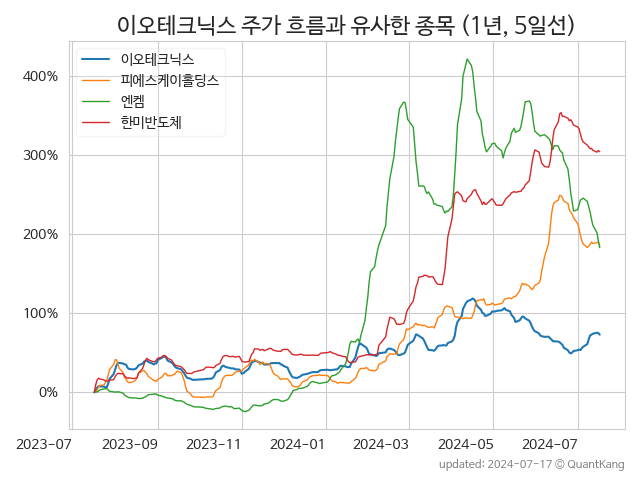 이오테크닉스 주가 흐름과 유사한 종목 (1년, 5일선)
이오테크닉스
피에스케이홀딩스
엔켐
한미반도체
400%
300%
200%
100%
0%
2023-07 2023-09 2023-11 2024-01 2024-03 2024-05 2024-07
updated: 2024-07-17 © QuantKang